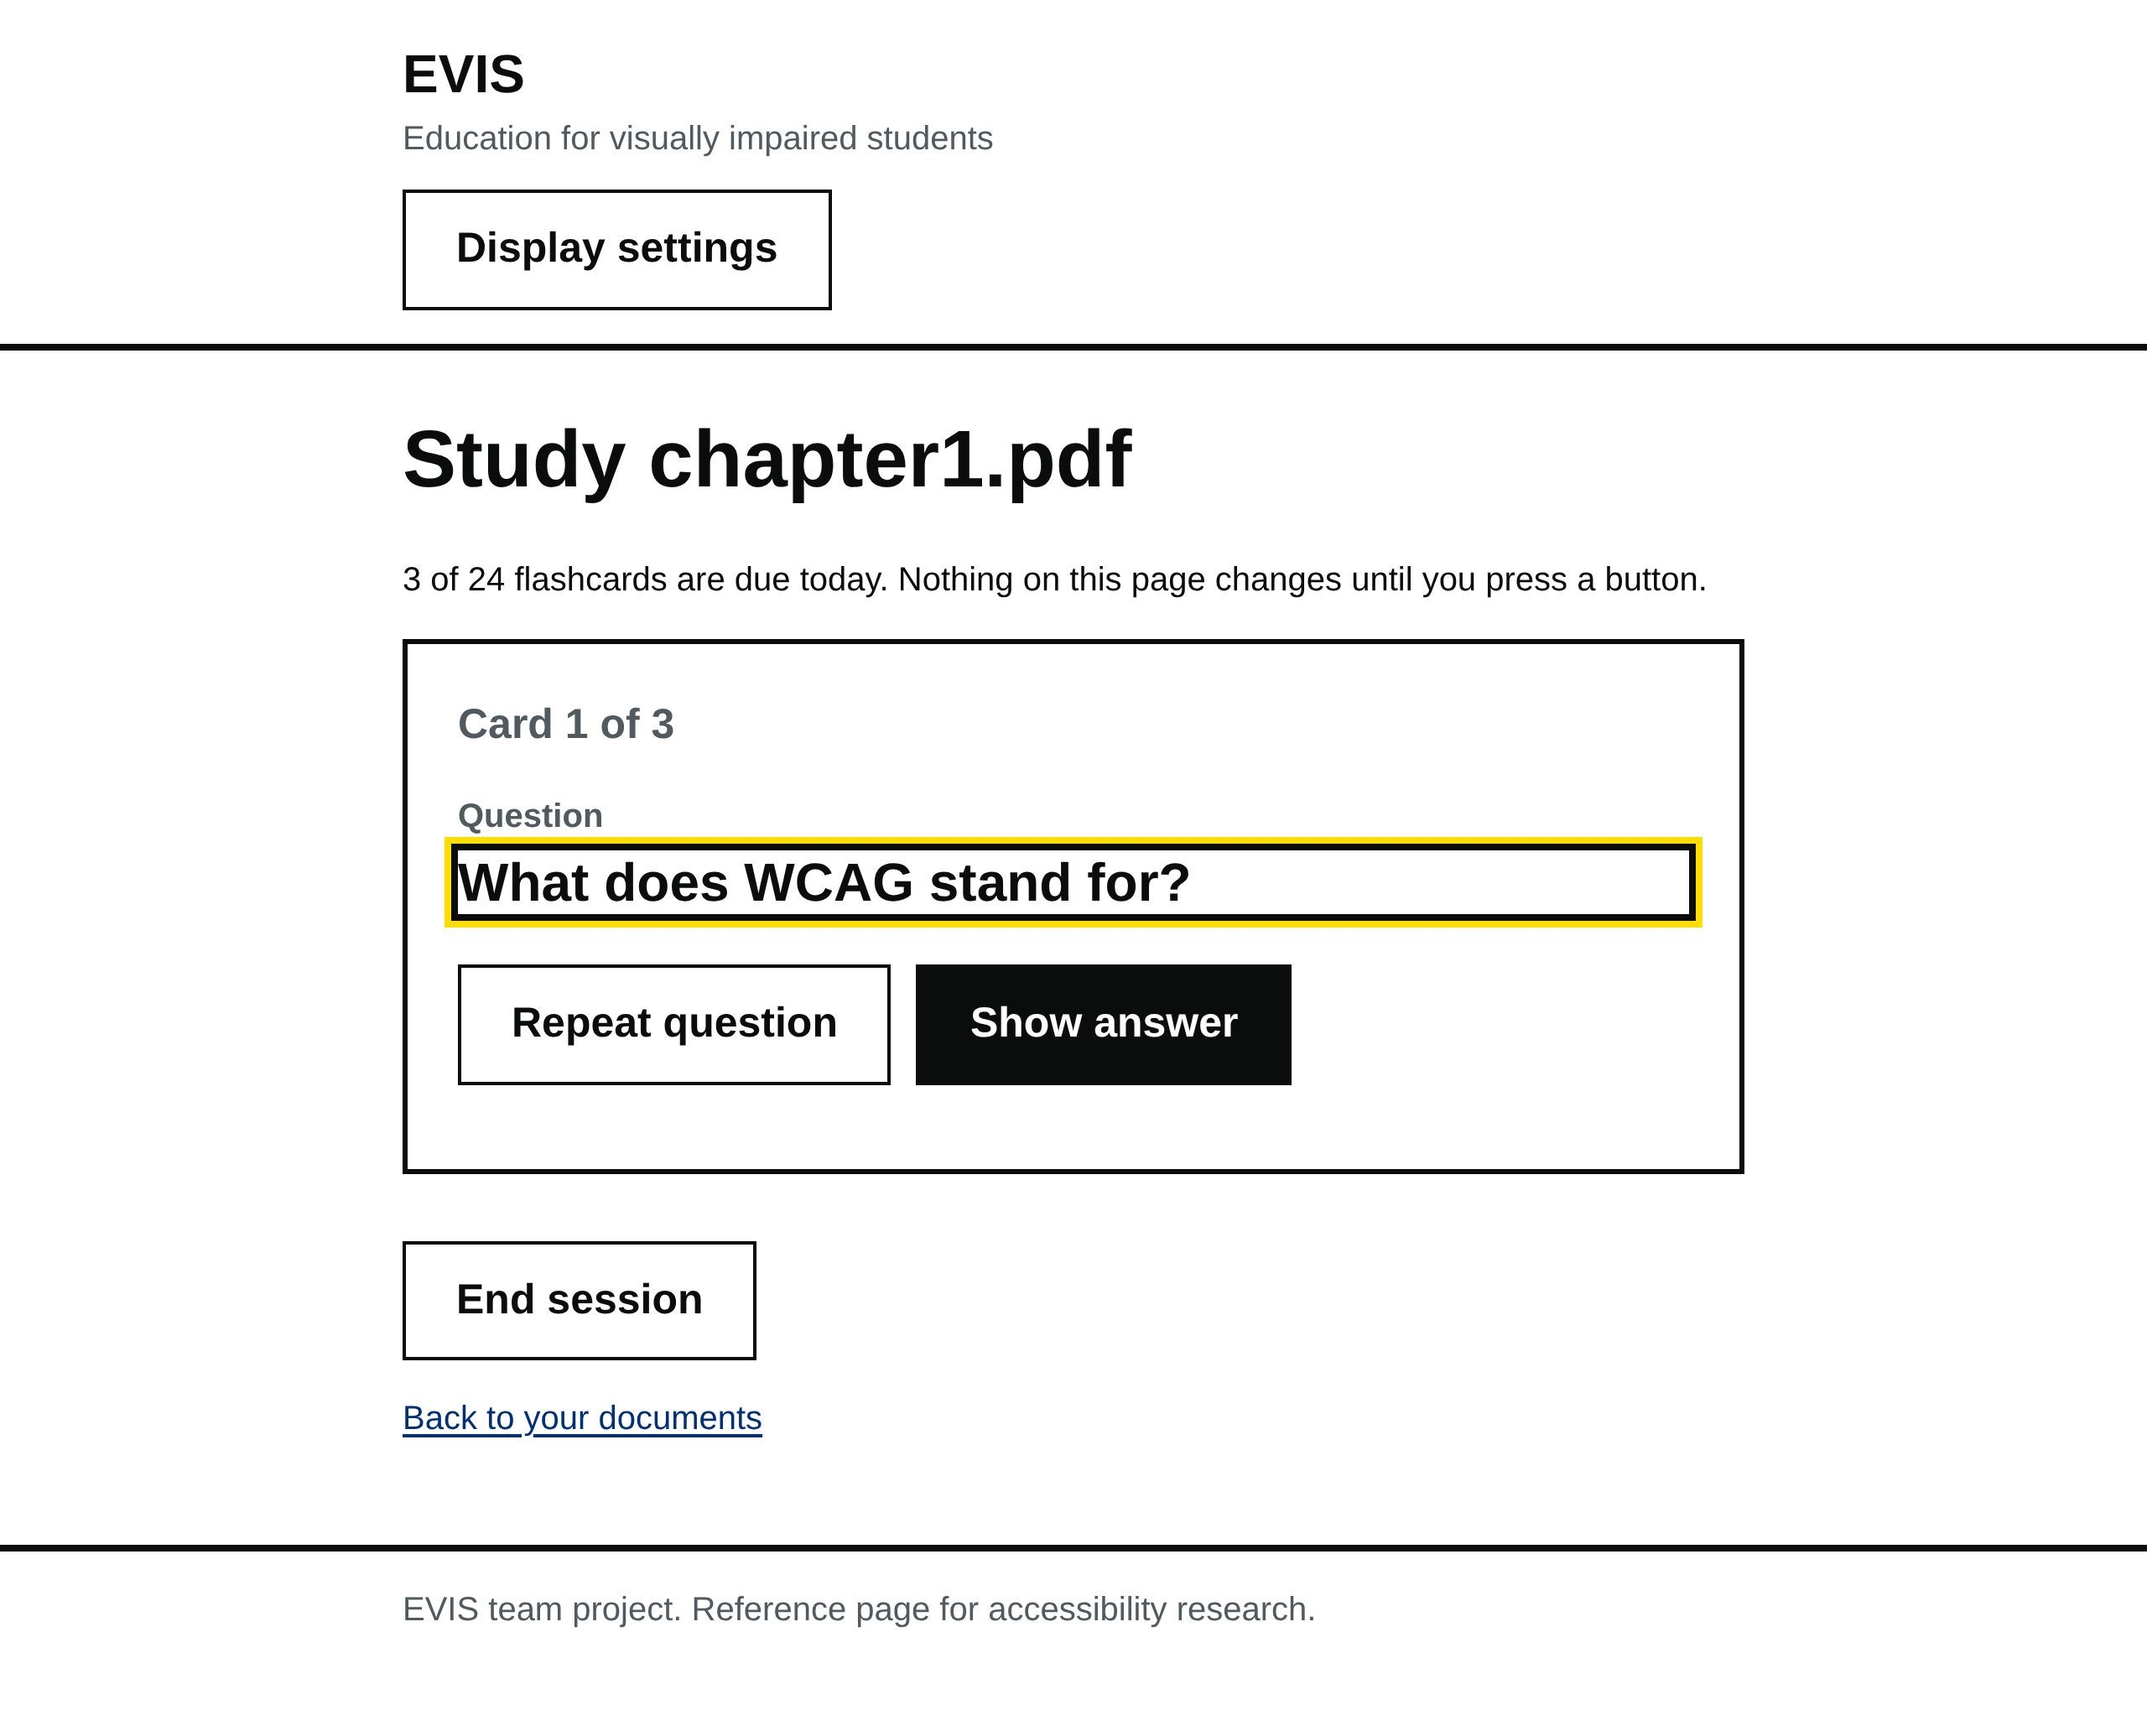 EVIS
Education for visually impaired students
Display settings
Study chapter1.pdf
3 of 24 flashcards are due today. Nothing on this page changes until you press a button.
Card 1 of 3
Question
What does WCAG stand for?
Repeat question
Show answer
End session
Back to your documents
EVIS team project. Reference page for accessibility research.